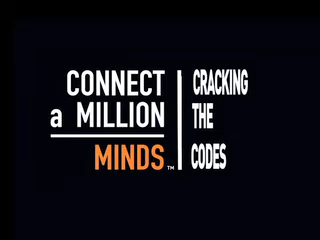 CONNECT
a MILLION
MINDS™
CRACKING
THE
CODES